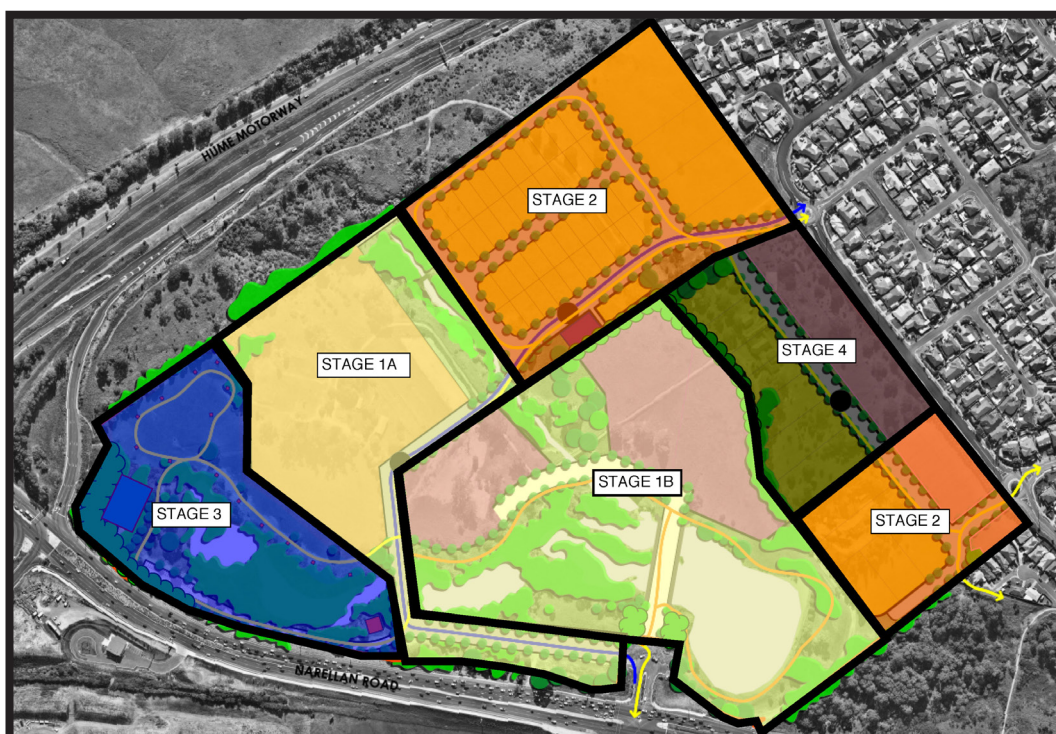 HUME MOTORWAY
STAGE 2
STAGE 1A
STAGE 4
STAGE 1B
STAGE 3
STAGE 2
NARELLAN ROAD